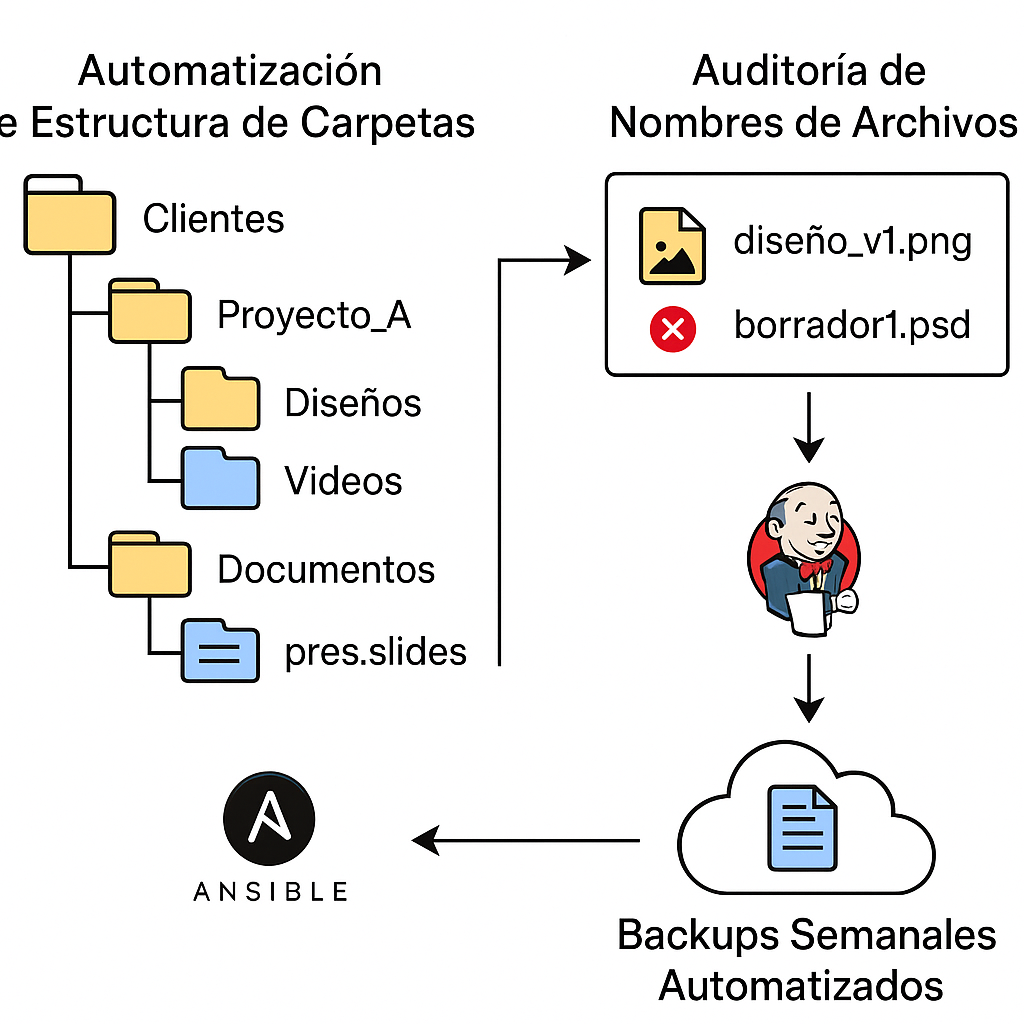 Automatización
e Estructura de Carpetas
Clientes
Proyecto_A
Diseños
Videos
Documentos
pres.slides
Auditoría de
Nombres de Archivos
diseño_v1.png
borrador1.psd
ANSIBLE
Backups Semanales
Automatizados